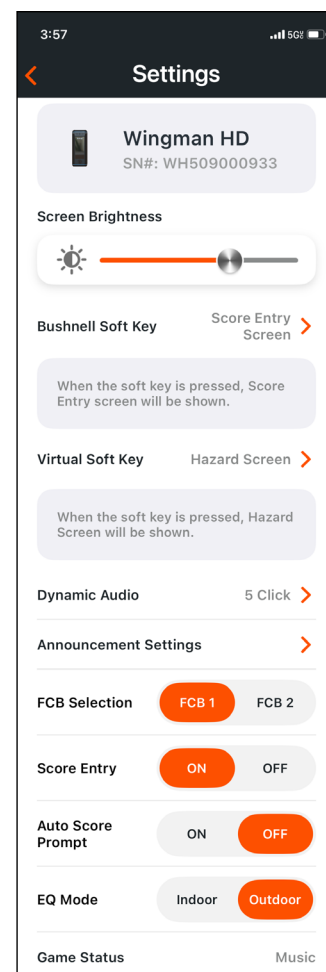 3:57
5G
Settings
Wingman HD
SN#: WH509000933
Screen Brightness
Bushnell Soft Key
Score Entry
Screen
When the soft key is pressed, Score
Entry screen will be shown.
Virtual Soft Key
Hazard Screen
When the soft key is pressed, Hazard
Screen will be shown.
Dynamic Audio
5 Click
Announcement Settings
FCB Selection
FCB 1
FCB 2
Score Entry
ON
OFF
Auto Score
Prompt
ON
OFF
EQ Mode
Indoor
Outdoor
Game Status
Music